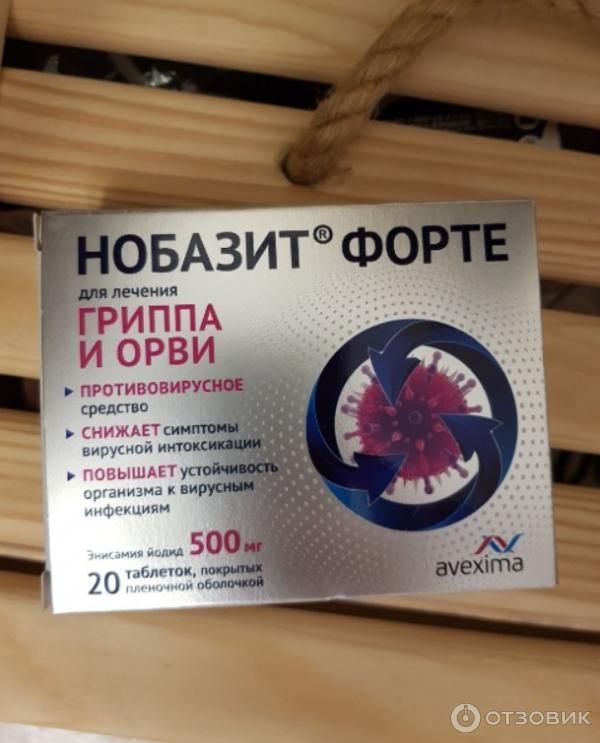 НОБАЗИТ® ФОРТЕ
для лечения
ГРИППА
И ОРВИ
ПРОТИВОВИРУСНОЕ
средство
СНИЖАЕТ симптомы
вирусной интоксикации
ПОВЫШАЕТ устойчивость
организма к вирусным
инфекциям
Энисамия йодид 500 мг
20 таблеток, покрытых
пленочной оболочкой
avexima
ОТЗОВИК